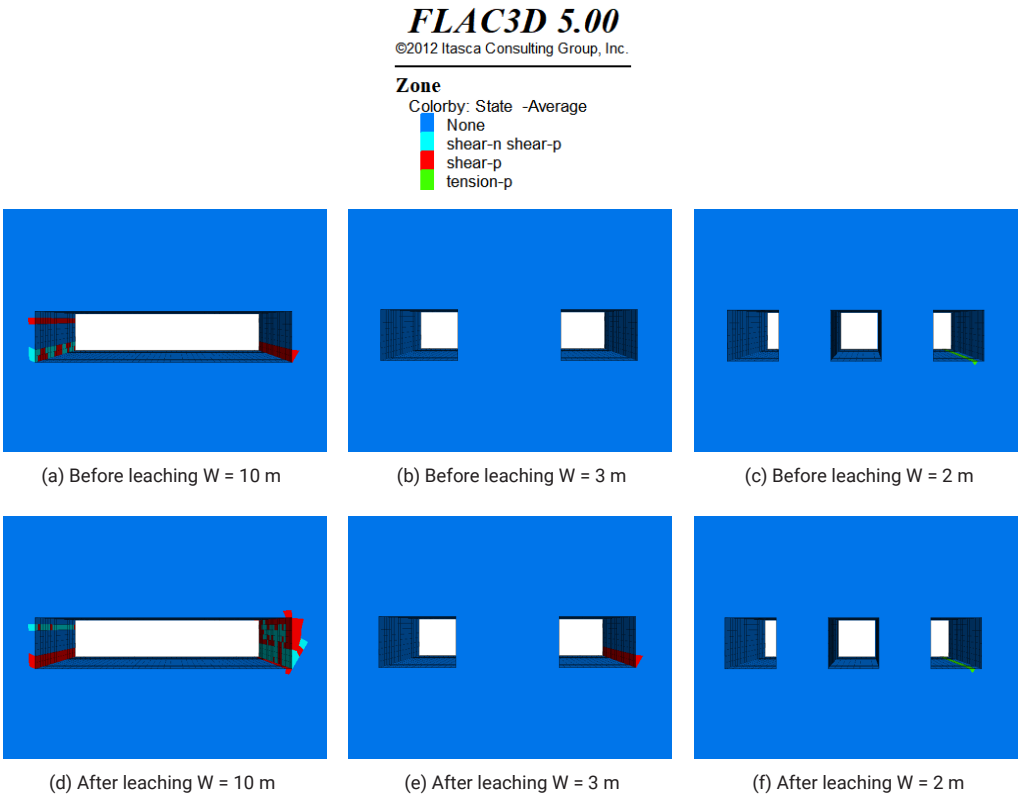 FLAC3D 5.00
©2012 Itasca Consulting Group, Inc.
Zone
Colorby: State -Average
None
shear-n shear-p
shear-p
tension-p
(a) Before leaching W = 10 m
(b) Before leaching W = 3 m
(c) Before leaching W = 2 m
(d) After leaching W = 10 m
(e) After leaching W = 3 m
(f) After leaching W = 2 m